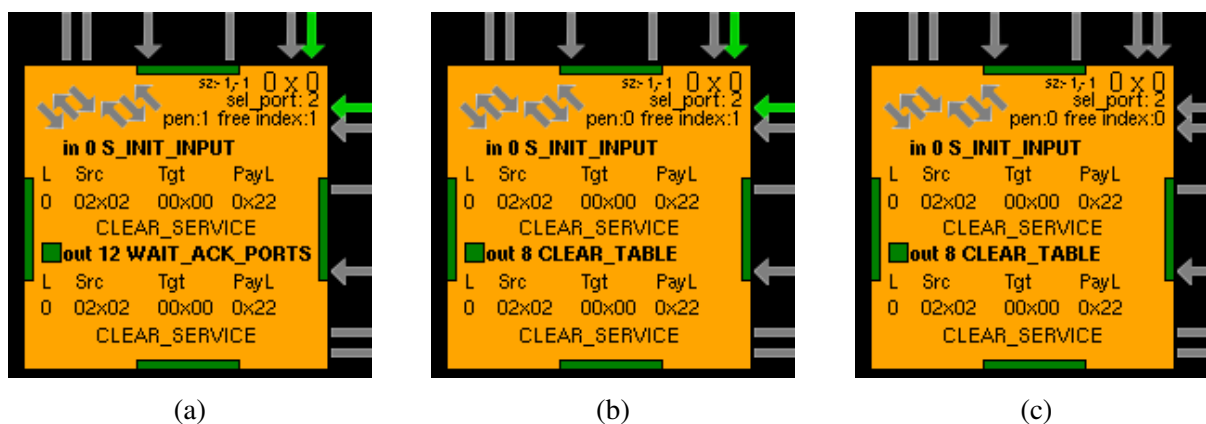 sz:-1,-1 0 x 0
sel_port: 2
pen:1 free index:1
in 0 S_INIT_INPUT
L Src Tgt PayL
0 02x02 00x00 0x22
CLEAR_SERVICE
out 12 WAIT_ACK_PORTS
L Src Tgt PayL
0 02x02 00x00 0x22
CLEAR_SERVICE
(a)
sz:-1,-1 0 x 0
sel_port: 2
pen:0 free index:1
in 0 S_INIT_INPUT
L Src Tgt PayL
0 02x02 00x00 0x22
CLEAR_SERVICE
out 8 CLEAR_TABLE
L Src Tgt PayL
0 02x02 00x00 0x22
CLEAR_SERVICE
(b)
sz:-1,-1 0 x 0
sel_port: 2
pen:0 free index:0
in 0 S_INIT_INPUT
L Src Tgt PayL
0 02x02 00x00 0x22
CLEAR_SERVICE
out 8 CLEAR_TABLE
L Src Tgt PayL
0 02x02 00x00 0x22
CLEAR_SERVICE
(c)